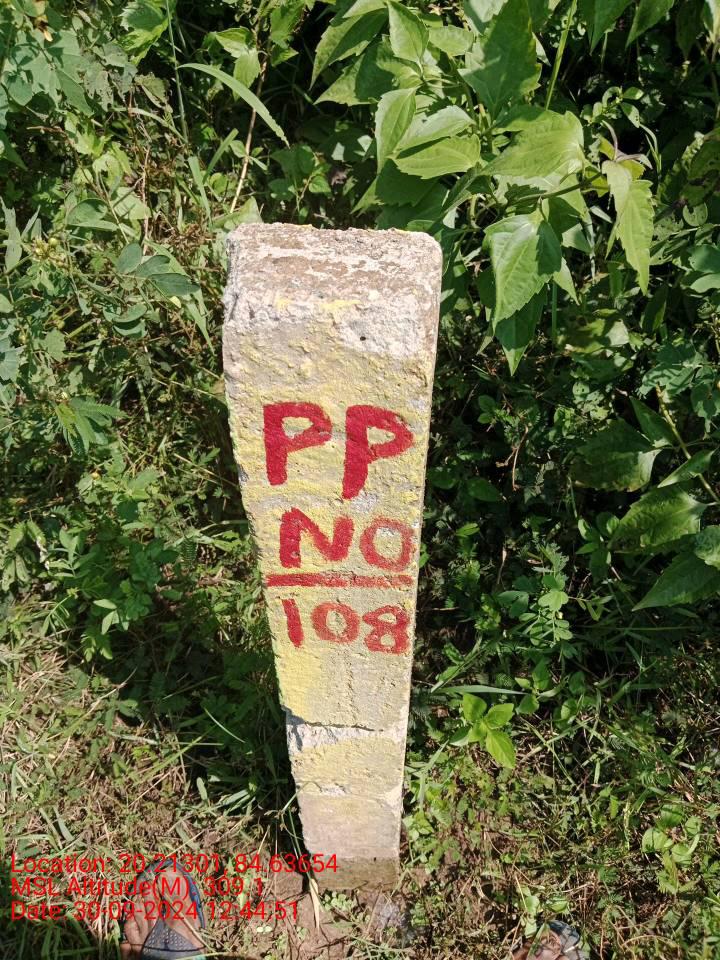 PP
NO
108
Location: 20.21301, 84.63654
MSL Altitude(M): 309.1
Date: 30-09-2024 12:44:51